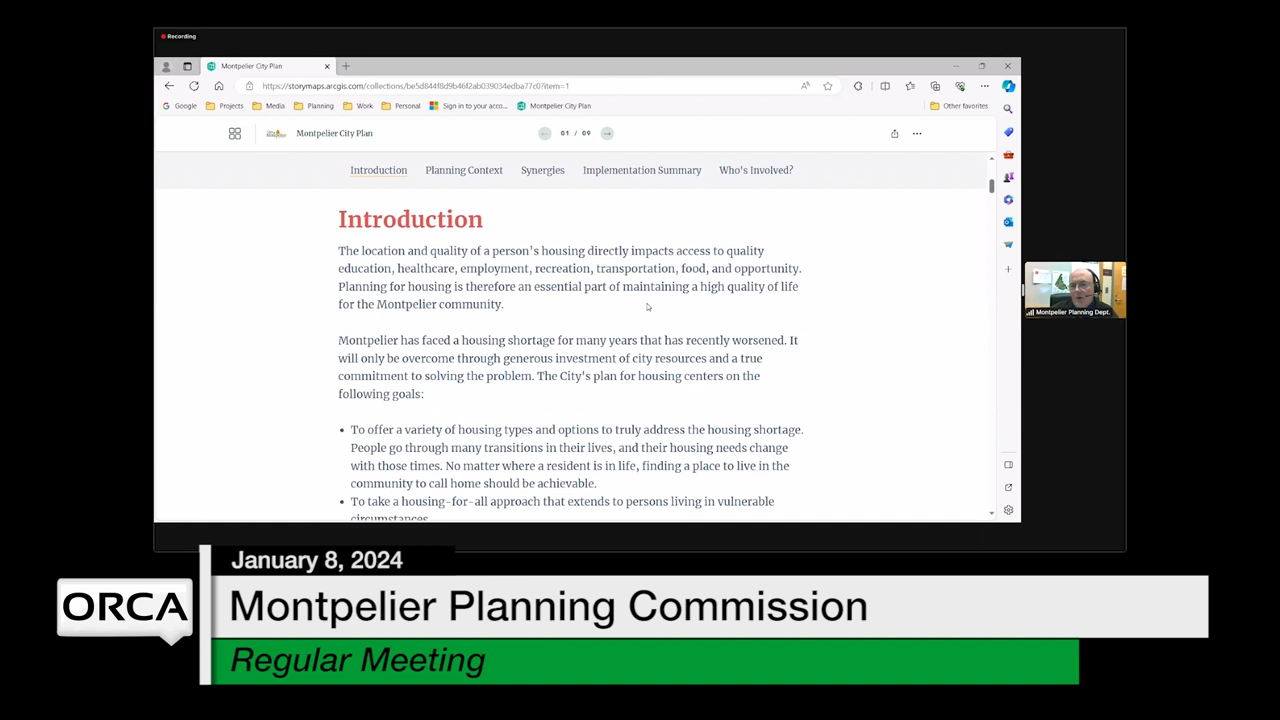 Recording
Montpelier City Plan
https://storymaps.arcgis.com/collections/be5d844f8d9b46f2ab039034edba77c0?item=1
Google Projects Media Planning Work Personal Sign in to your acco... Montpelier City Plan Other favorites
Montpelier City Plan 01 / 09
Introduction Planning Context Synergies Implementation Summary Who's Involved?
Introduction
The location and quality of a person's housing directly impacts access to quality
education, healthcare, employment, recreation, transportation, food, and opportunity.
Planning for housing is therefore an essential part of maintaining a high quality of life
for the Montpelier community.
Montpelier has faced a housing shortage for many years that has recently worsened. It
will only be overcome through generous investment of city resources and a true
commitment to solving the problem. The City's plan for housing centers on the
following goals:
• To offer a variety of housing types and options to truly address the housing shortage.
People go through many transitions in their lives, and their housing needs change
with those times. No matter where a resident is in life, finding a place to live in the
community to call home should be achievable.
• To take a housing-for-all approach that extends to persons living in vulnerable
circumstances
Montpelier Planning Dept.
January 8, 2024
ORCA
Montpelier Planning Commission
Regular Meeting